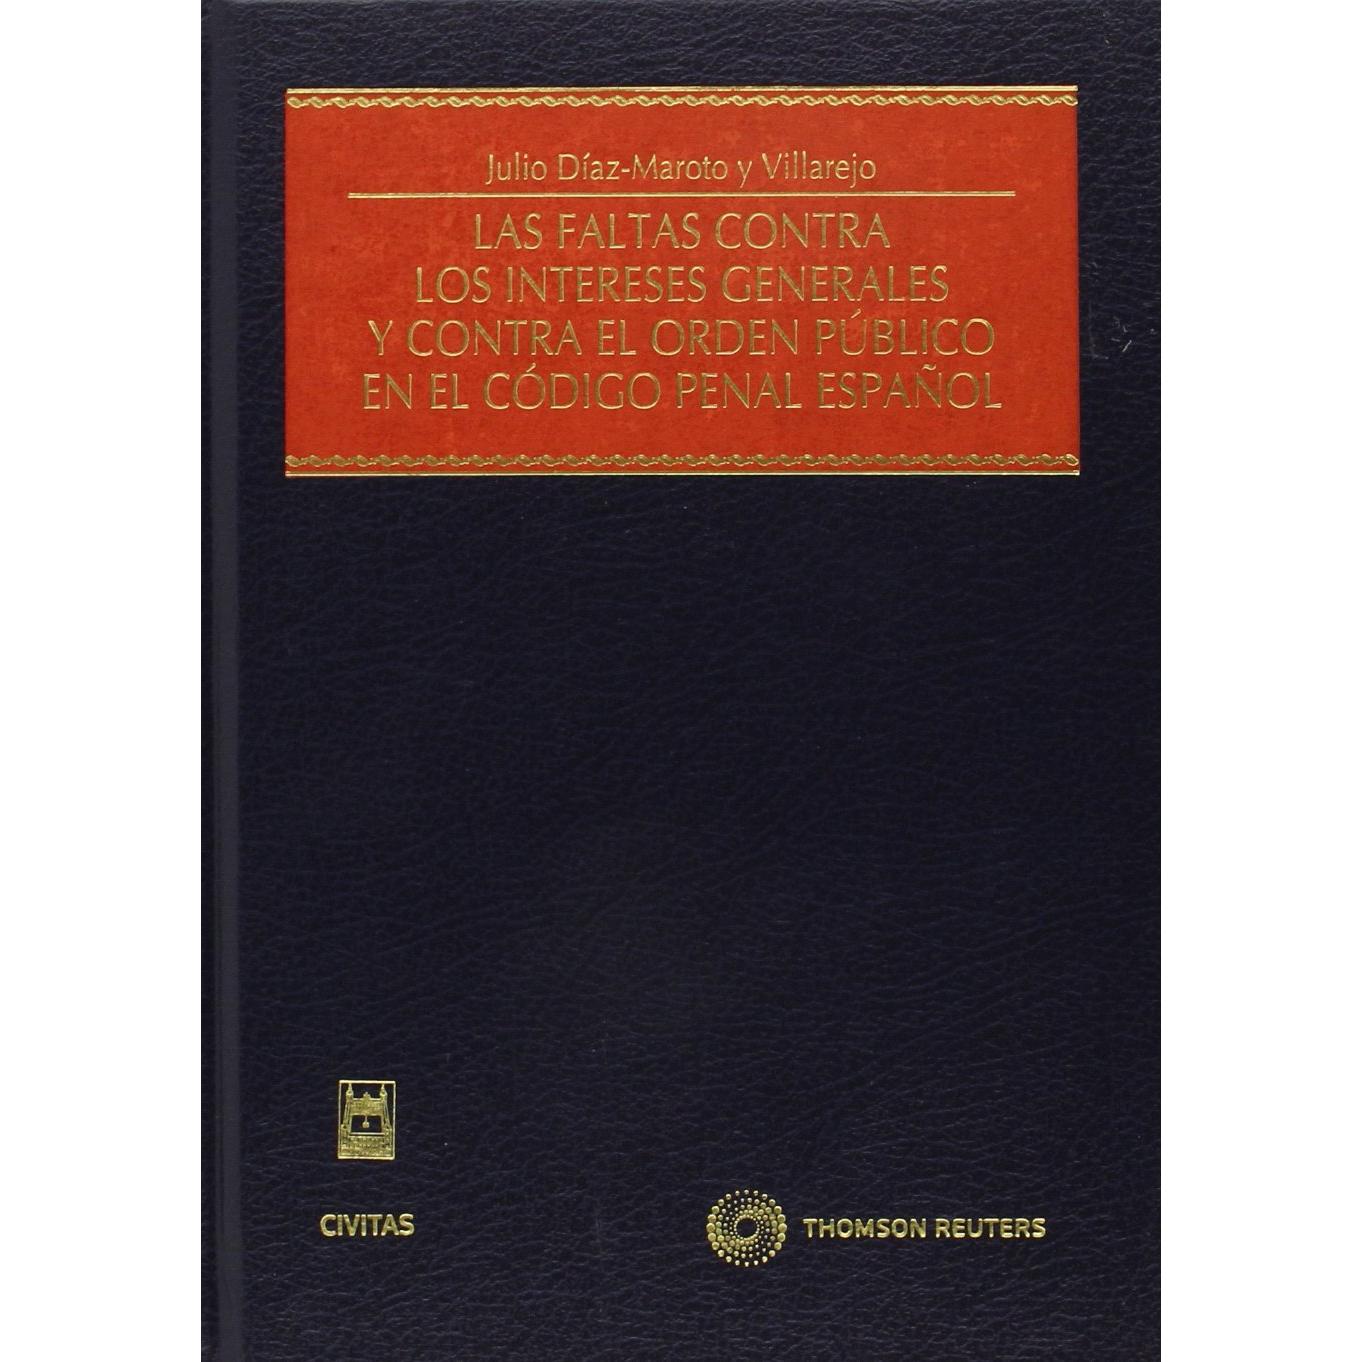 Julio Díaz-Maroto y Villarejo
LAS FALTAS CONTRA
LOS INTERESES GENERALES
Y CONTRA EL ORDEN PÚBLICO
EN EL CÓDIGO PENAL ESPAÑOL
CIVITAS
THOMSON REUTERS